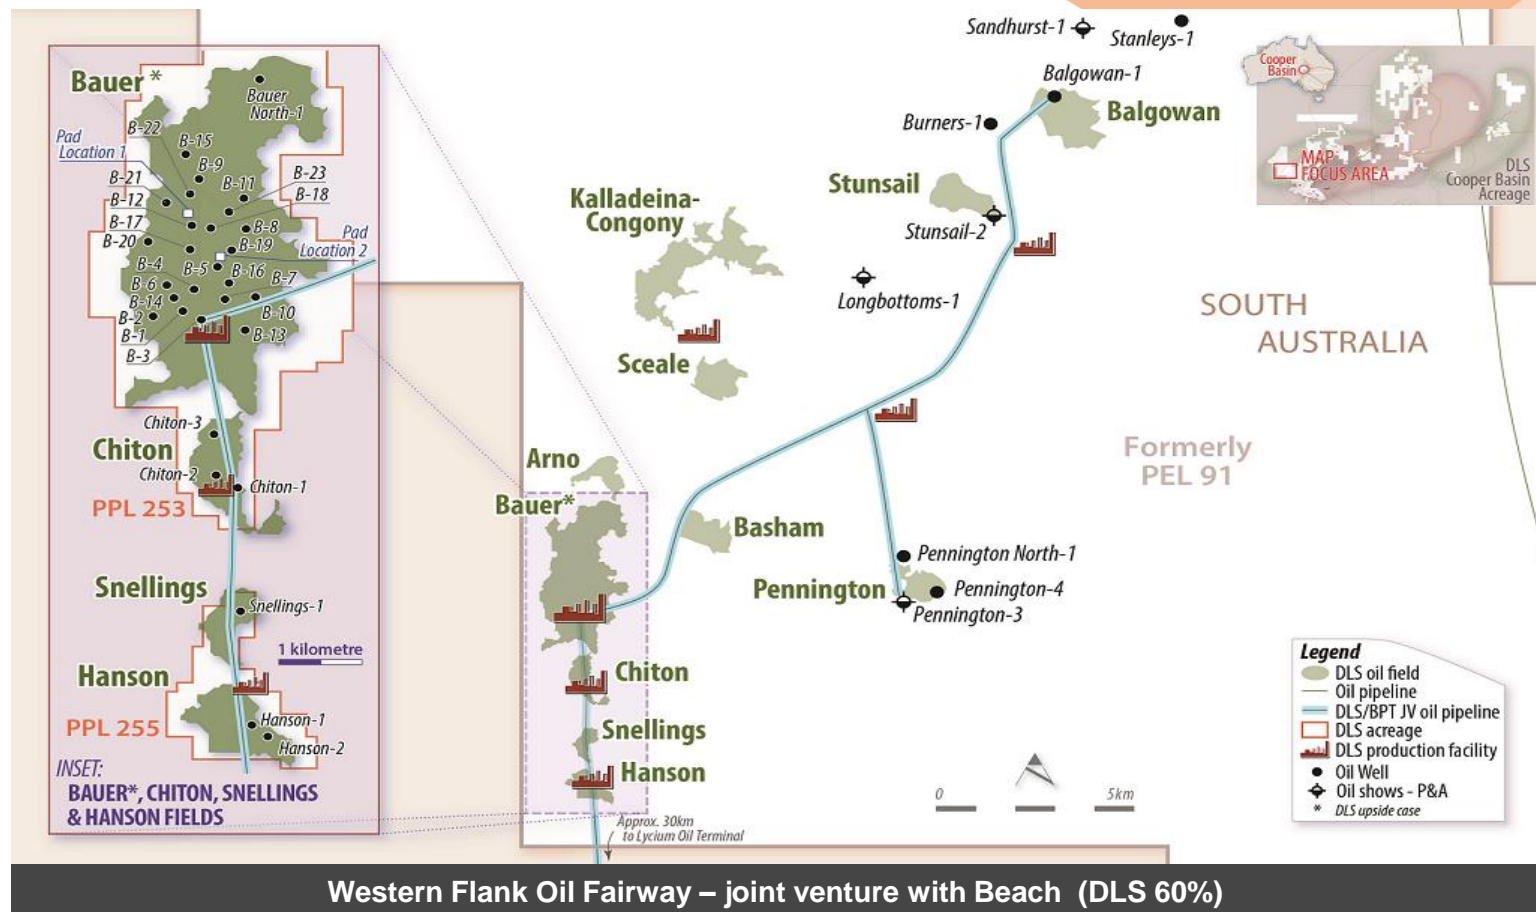 Bauer *
Bauer
North-1
B-22
B-15
Pad
Location 1
B-9
B-21
B-11
B-23
B-12
B-18
B-17
B-8
B-20
B-19
Pad
Location 2
B-4
B-5
B-16
B-7
B-6
B-14
B-10
B-2
B-1
B-13
B-3
Chiton-3
Chiton
Chiton-2
Chiton-1
PPL 253
Snellings
Snellings-1
1 kilometre
Hanson
Hanson-1
PPL 255
Hanson-2
INSET:
BAUER*, CHITON, SNELLINGS
& HANSON FIELDS
Sandhurst-1
Stanleys-1
Balgowan-1
Balgowan
Burners-1
Stunsail
Stunsail-2
Kalladeina-
Congony
Longbottoms-1
Sceale
SOUTH
AUSTRALIA
Formerly
PEL 91
Arno
Bauer*
Basham
Pennington North-1
Pennington
Pennington-4
Pennington-3
Chiton
Snellings
Hanson
Approx. 30km
to Lycium Oil Terminal
0 5km
Cooper
Basin
MAP
FOCUS AREA
DLS
Cooper Basin
Acreage
Legend
DLS oil field
Oil pipeline
DLS/BPT JV oil pipeline
DLS acreage
DLS production facility
Oil Well
Oil shows - P&A
* DLS upside case
Western Flank Oil Fairway – joint venture with Beach (DLS 60%)